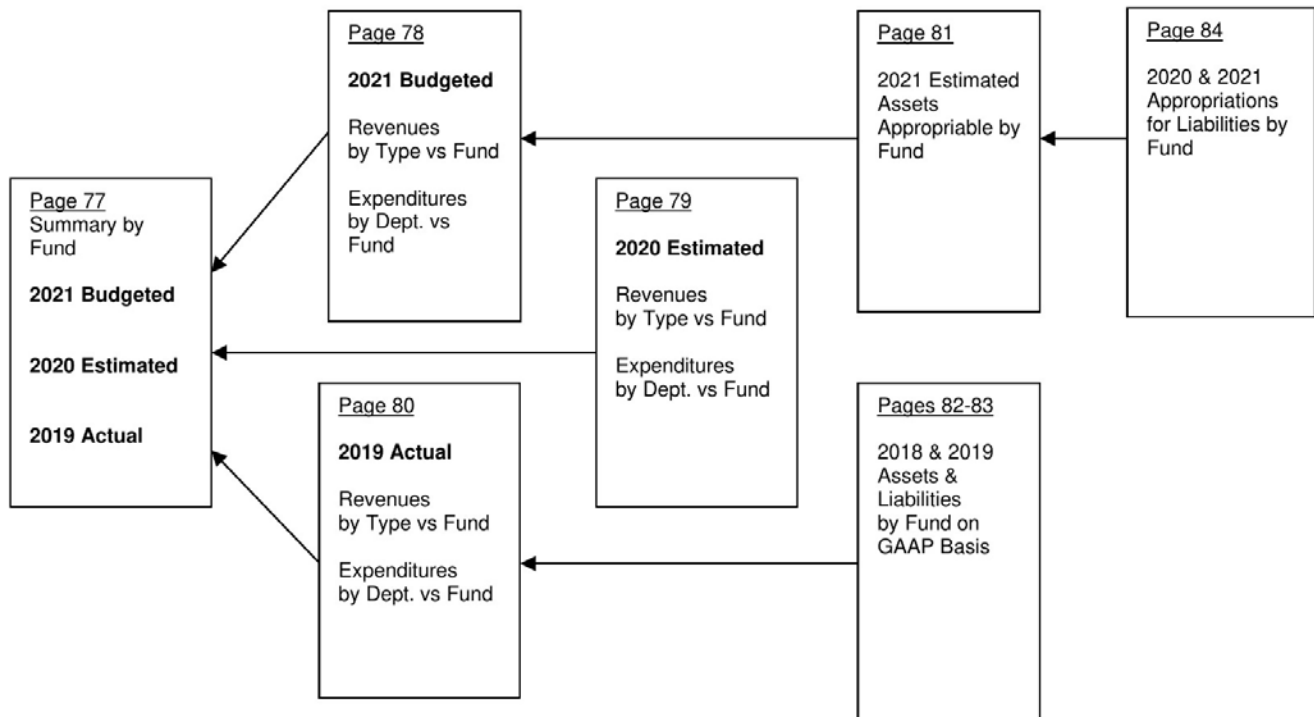 Page 78
2021 Budgeted
Revenues
by Type vs Fund
Expenditures
by Dept. vs
Fund
Page 81
2021 Estimated
Assets
Appropriable by
Fund
Page 84
2020 & 2021
Appropriations
for Liabilities by
Fund
Page 77
Summary by
Fund
2021 Budgeted
2020 Estimated
2019 Actual
Page 79
2020 Estimated
Revenues
by Type vs Fund
Expenditures
by Dept. vs Fund
Page 80
2019 Actual
Revenues
by Type vs Fund
Expenditures
by Dept. vs Fund
Pages 82-83
2018 & 2019
Assets &
Liabilities
by Fund on
GAAP Basis